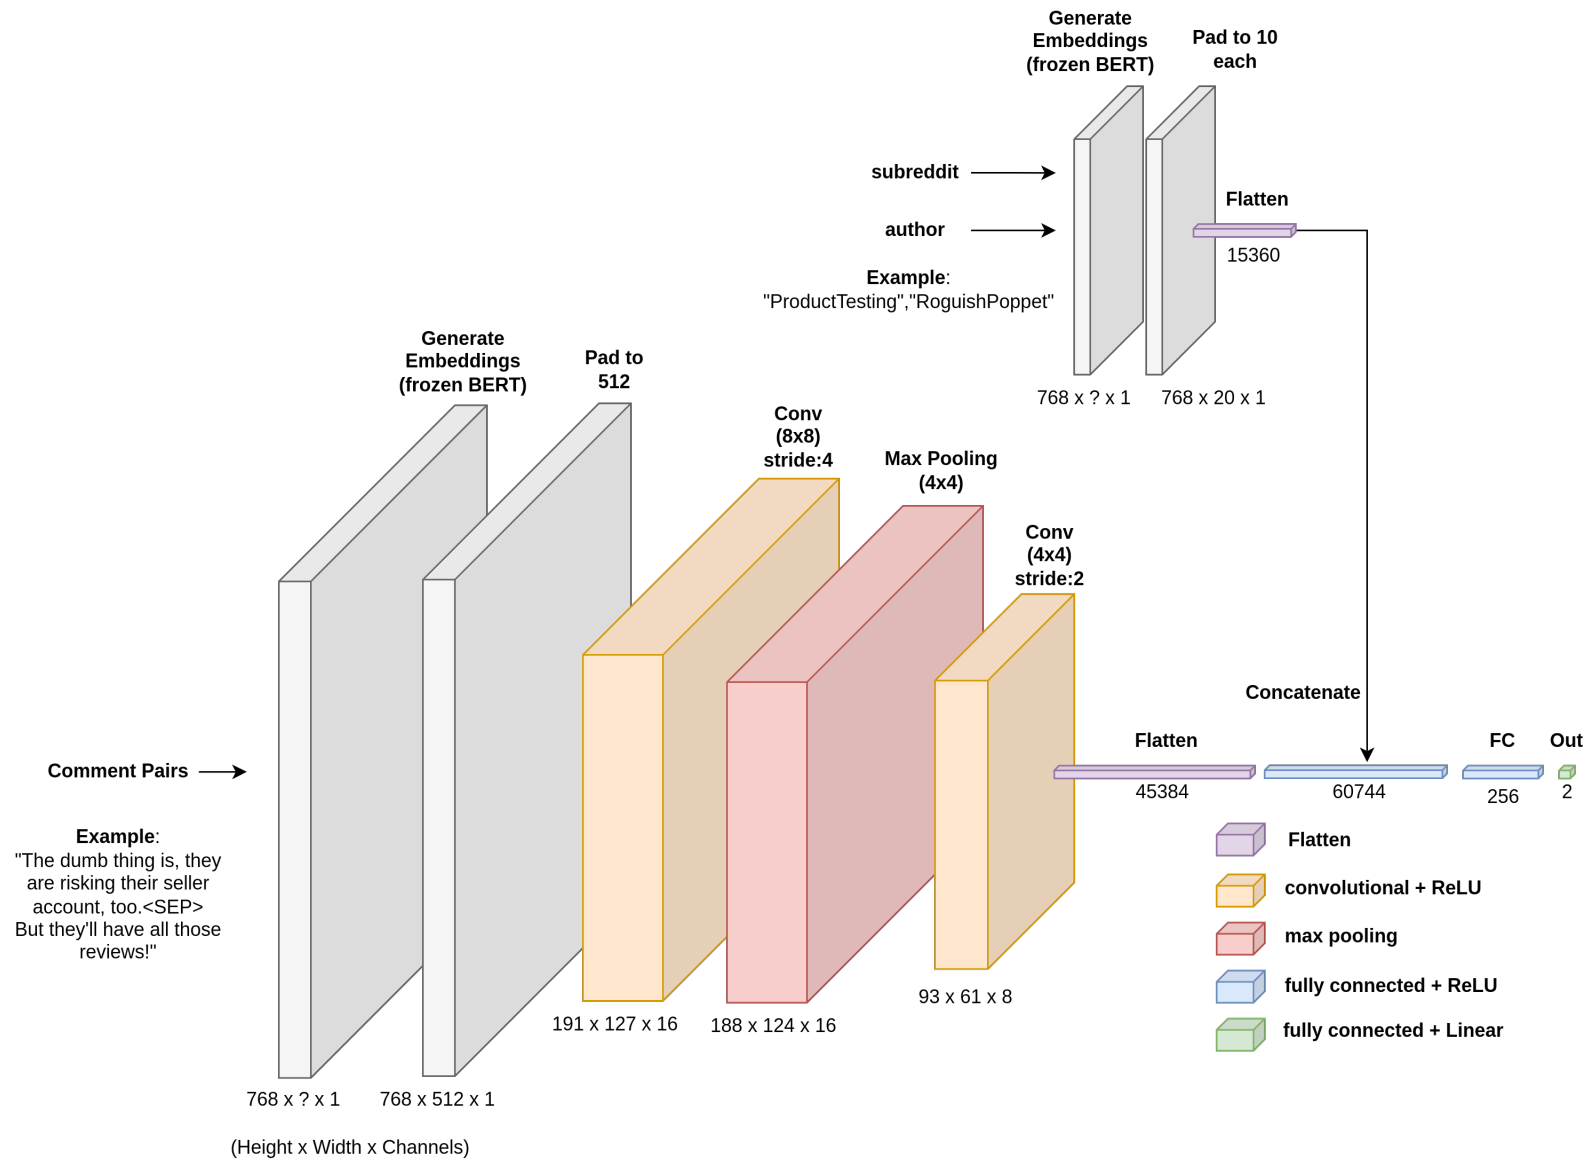 Generate
Embeddings
(frozen BERT)
Pad to 10
each
subreddit
author
Example:
"ProductTesting","RoguishPoppet"
Flatten
15360
768 x ? x 1
768 x 20 x 1
Generate
Embeddings
(frozen BERT)
Pad to
512
Conv
(8x8)
stride:4
Max Pooling
(4x4)
Conv
(4x4)
stride:2
Comment Pairs
Example:
"The dumb thing is, they
are risking their seller
account, too.<SEP>
But they'll have all those
reviews!"
768 x ? x 1
768 x 512 x 1
191 x 127 x 16
188 x 124 x 16
93 x 61 x 8
(Height x Width x Channels)
Flatten
45384
Concatenate
60744
FC
256
Out
2
Flatten
convolutional + ReLU
max pooling
fully connected + ReLU
fully connected + Linear